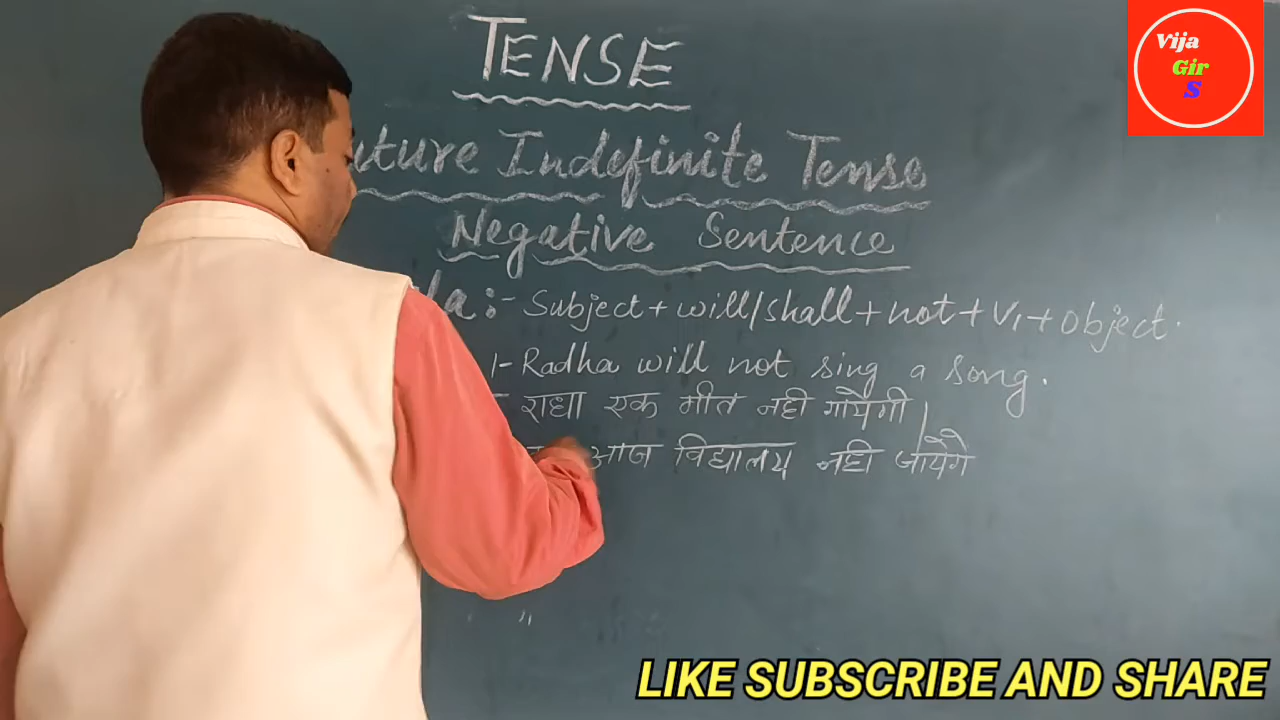 TENSE
Vija
Gir
S
uture Indefinite Tense
Negative Sentence
la :- Subject + will/shall + not + V1 + Object.
1- Radha will not sing a song.
- राधा एक गीत नही गायेगी।
आज विद्यालय नही जायेंगे
LIKE SUBSCRIBE AND SHARE